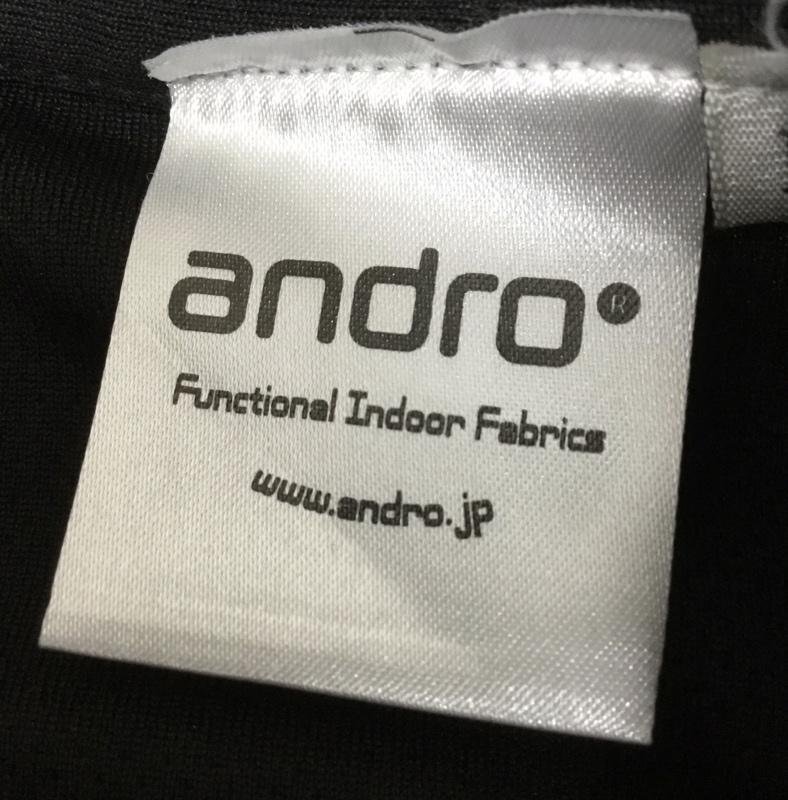 andro®
Functional Indoor Fabrics
www.andro.jp